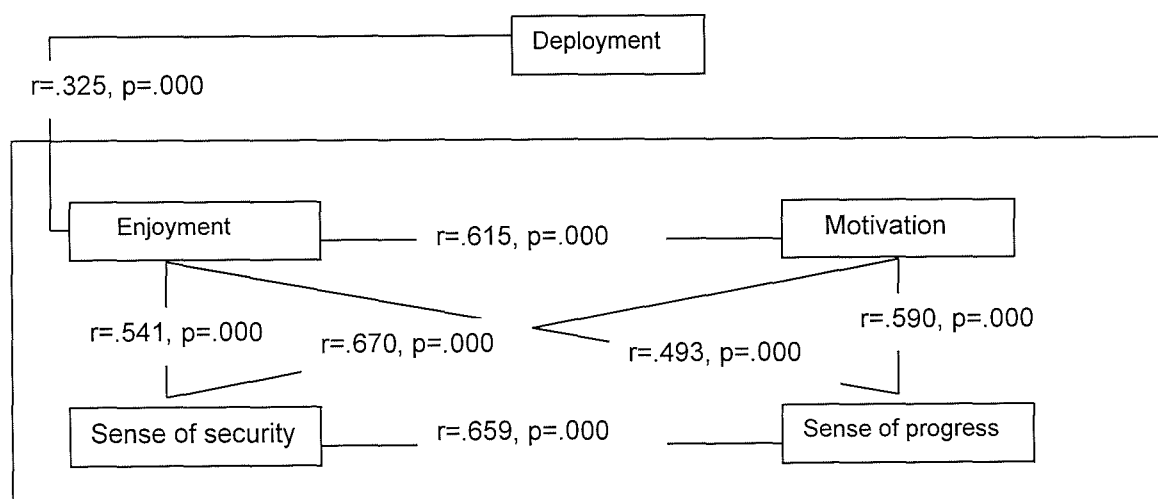 Deployment
r=.325, p=.000
Enjoyment
r=.615, p=.000
Motivation
r=.541, p=.000
r=.670, p=.000
r=.493, p=.000
r=.590, p=.000
Sense of security
r=.659, p=.000
Sense of progress